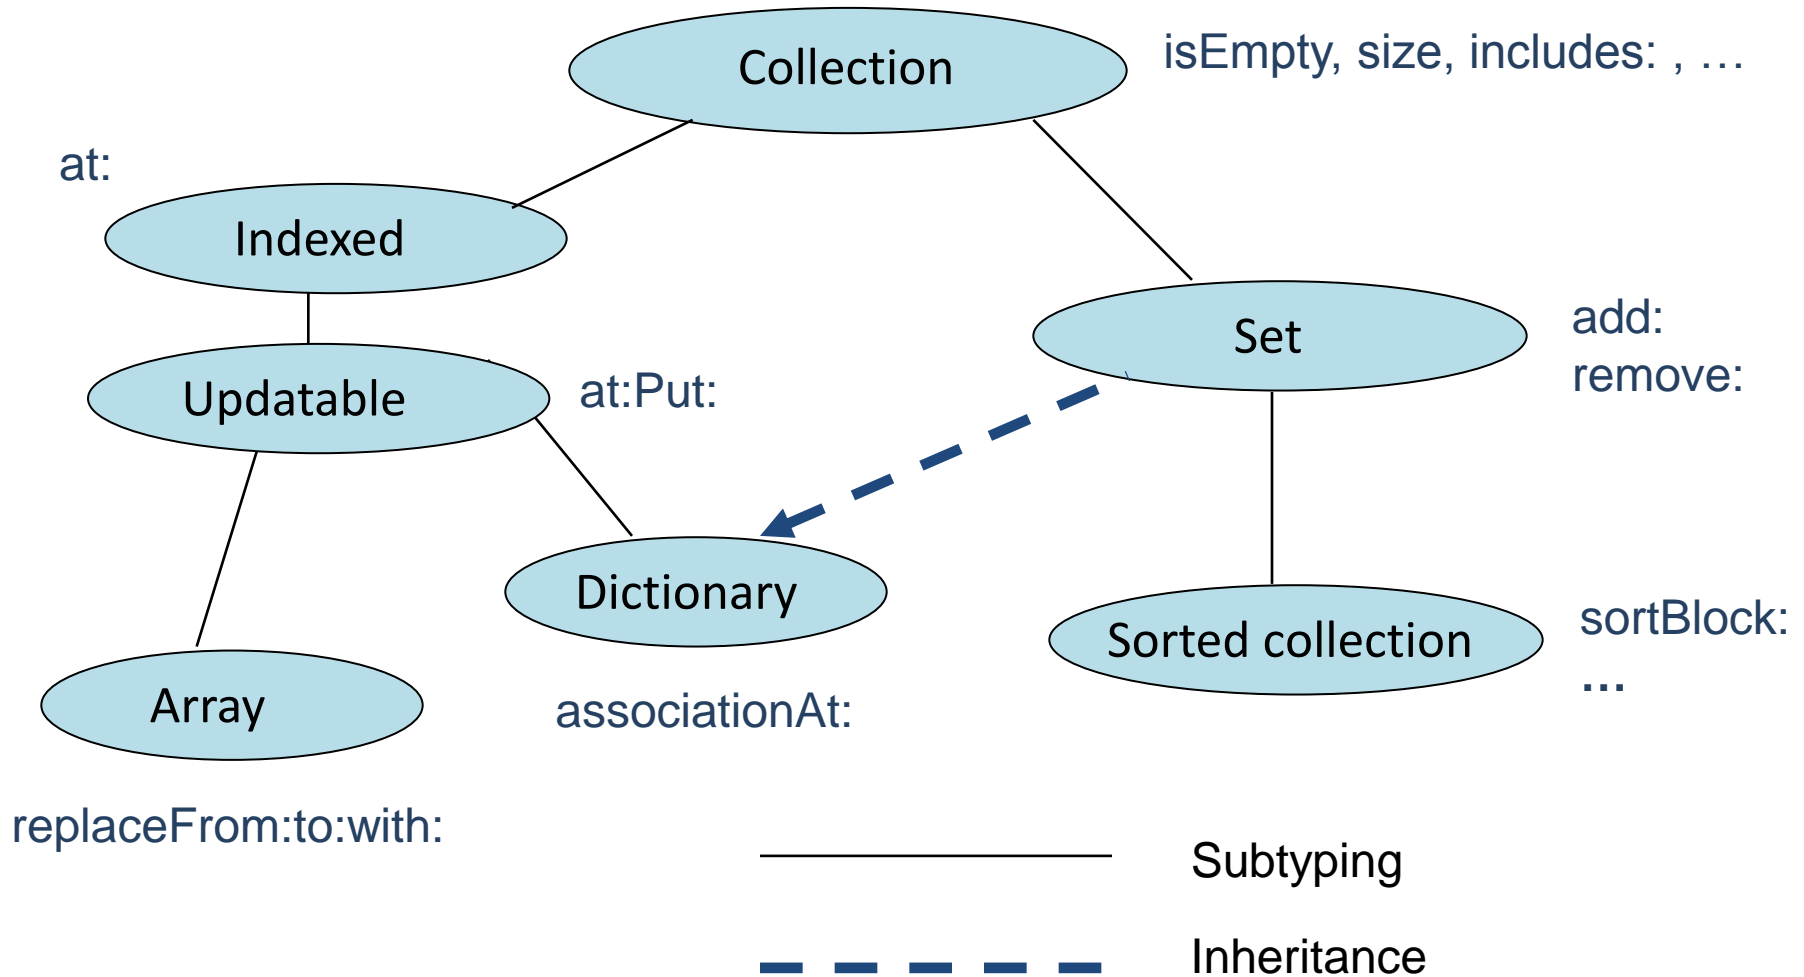 Collection
isEmpty, size, includes: , …
at:
Indexed
Set
add:
remove:
Updatable
at:Put:
Dictionary
Sorted collection
sortBlock:
…
Array
associationAt:
replaceFrom:to:with:
Subtyping
Inheritance